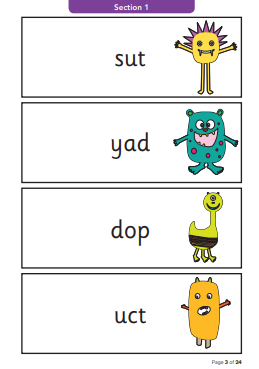 Section 1
sut
yad
dop
uct
Page 3 of 24